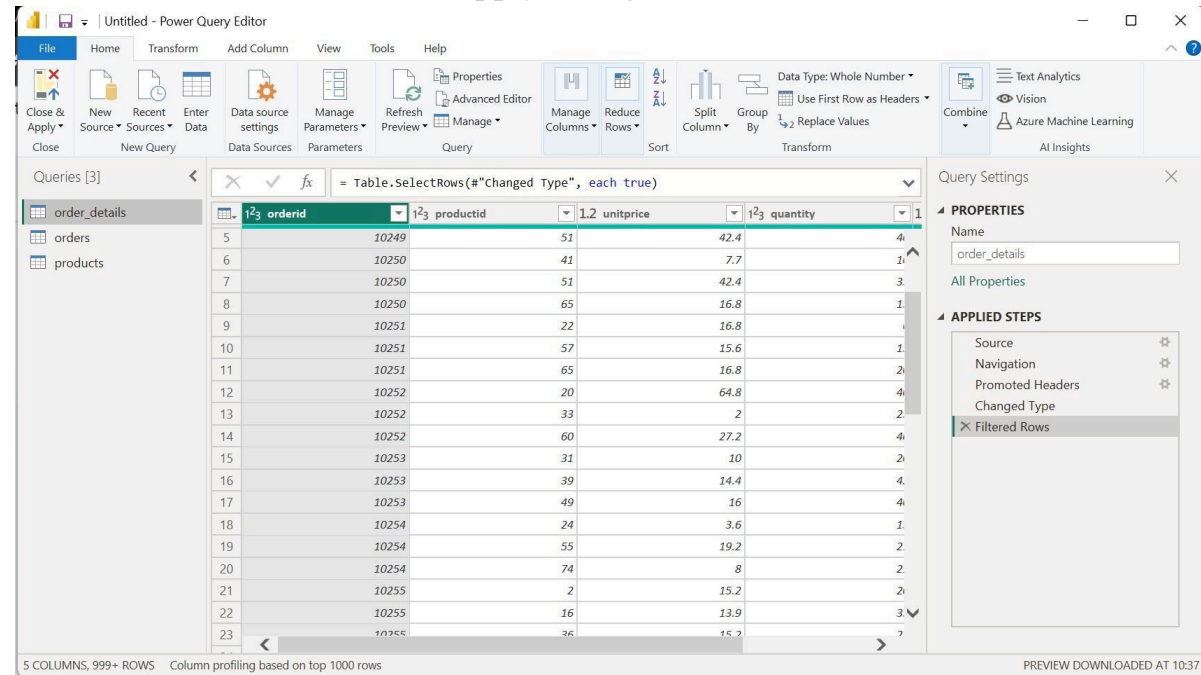 Untitled - Power Query Editor
File Home Transform Add Column View Tools Help
Close & Apply
New Source
Recent Sources
Enter Data
Data source settings
Manage Parameters
Refresh Preview
Properties
Advanced Editor
Manage
Manage Columns
Reduce Rows
Split Column
Group By
Data Type: Whole Number
Use First Row as Headers
Replace Values
Combine
Text Analytics
Vision
Azure Machine Learning
Close New Query Data Sources Parameters Query Sort Transform AI Insights
Queries [3]
order_details
orders
products
fx = Table.SelectRows(#"Changed Type", each true)
123 orderid 123 productid 1.2 unitprice 123 quantity 1
5 10249 51 42.4
6 10250 41 7.7
7 10250 51 42.4
8 10250 65 16.8
9 10251 22 16.8
10 10251 57 15.6
11 10251 65 16.8
12 10252 20 64.8
13 10252 33 2
14 10252 60 27.2
15 10253 31 10
16 10253 39 14.4
17 10253 49 16
18 10254 24 3.6
19 10254 55 19.2
20 10254 74 8
21 10255 2 15.2
22 10255 16 13.9
23 10255 36 15.2
Query Settings
PROPERTIES
Name
order_details
All Properties
APPLIED STEPS
Source
Navigation
Promoted Headers
Changed Type
Filtered Rows
5 COLUMNS, 999+ ROWS Column profiling based on top 1000 rows PREVIEW DOWNLOADED AT 10:37